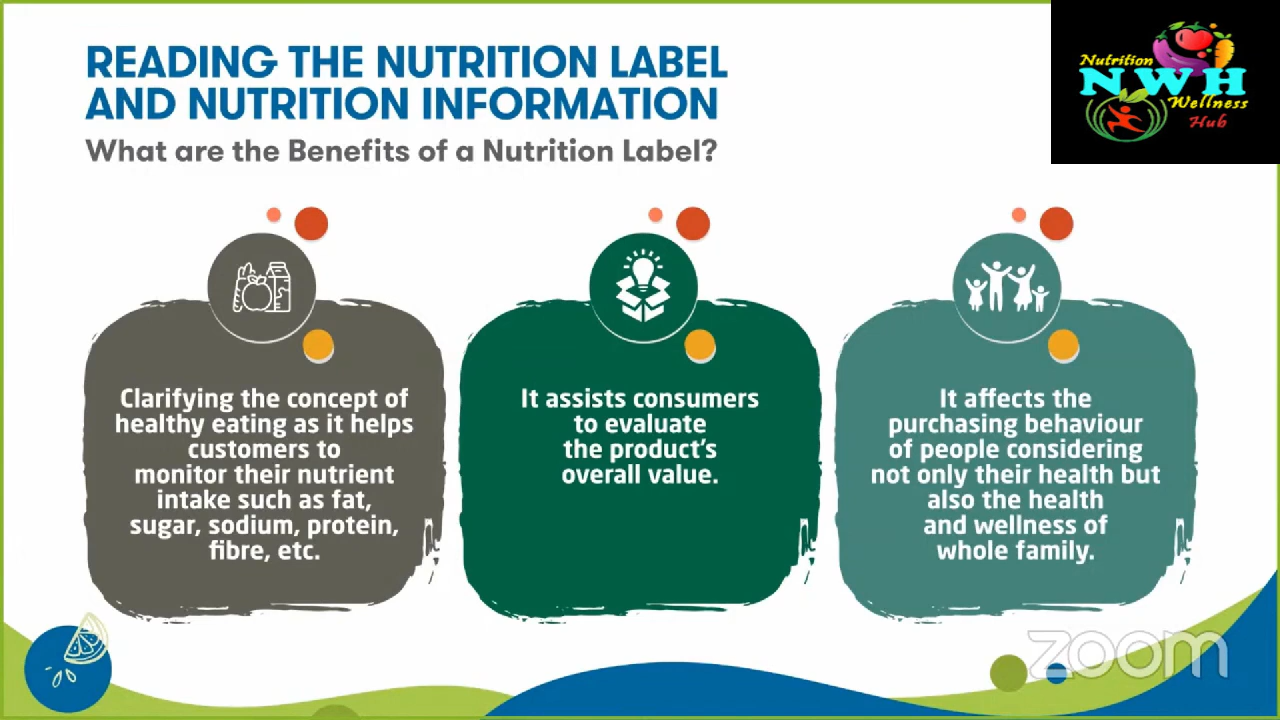 READING THE NUTRITION LABEL
AND NUTRITION INFORMATION
What are the Benefits of a Nutrition Label?
Nutrition
NWH
Wellness
Hub
Clarifying the concept of
healthy eating as it helps
customers to
monitor their nutrient
intake such as fat,
sugar, sodium, protein,
fibre, etc.
It assists consumers
to evaluate
the product's
overall value.
It affects the
purchasing behaviour
of people considering
not only their health but
also the health
and wellness of
whole family.
zoom